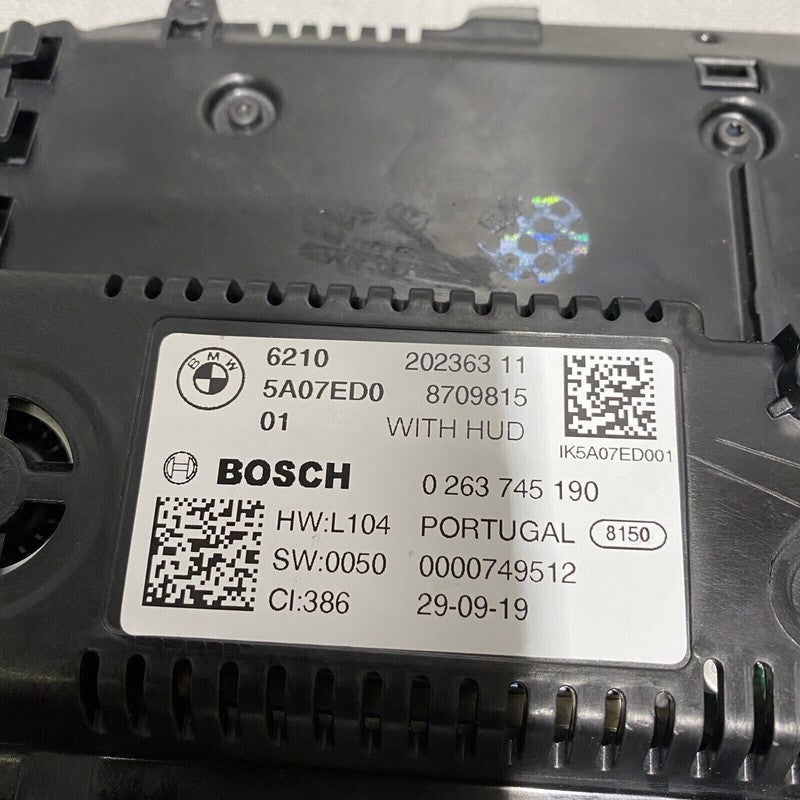 BMW 6210 202363 11
5A07ED0 8709815
01 WITH HUD
IK5A07ED001
BOSCH 0 263 745 190
HW:L104 PORTUGAL 8150
SW:0050 0000749512
CI:386 29-09-19